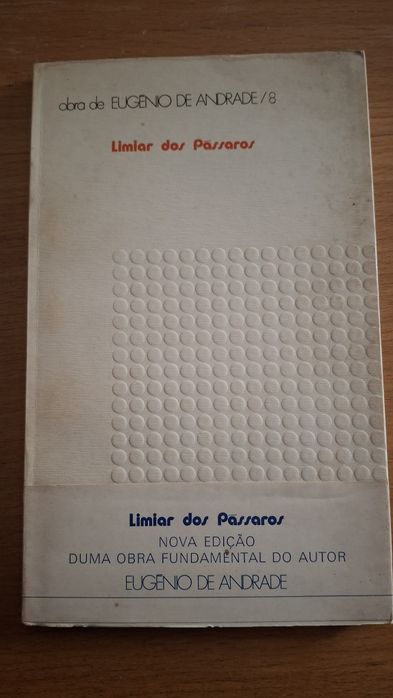 obra de EUGÉNIO DE ANDRADE/8
Limiar dos Pássaros
Limiar dos Pássaros
NOVA EDIÇÃO
DUMA OBRA FUNDAMENTAL DO AUTOR
EUGÉNIO DE ANDRADE